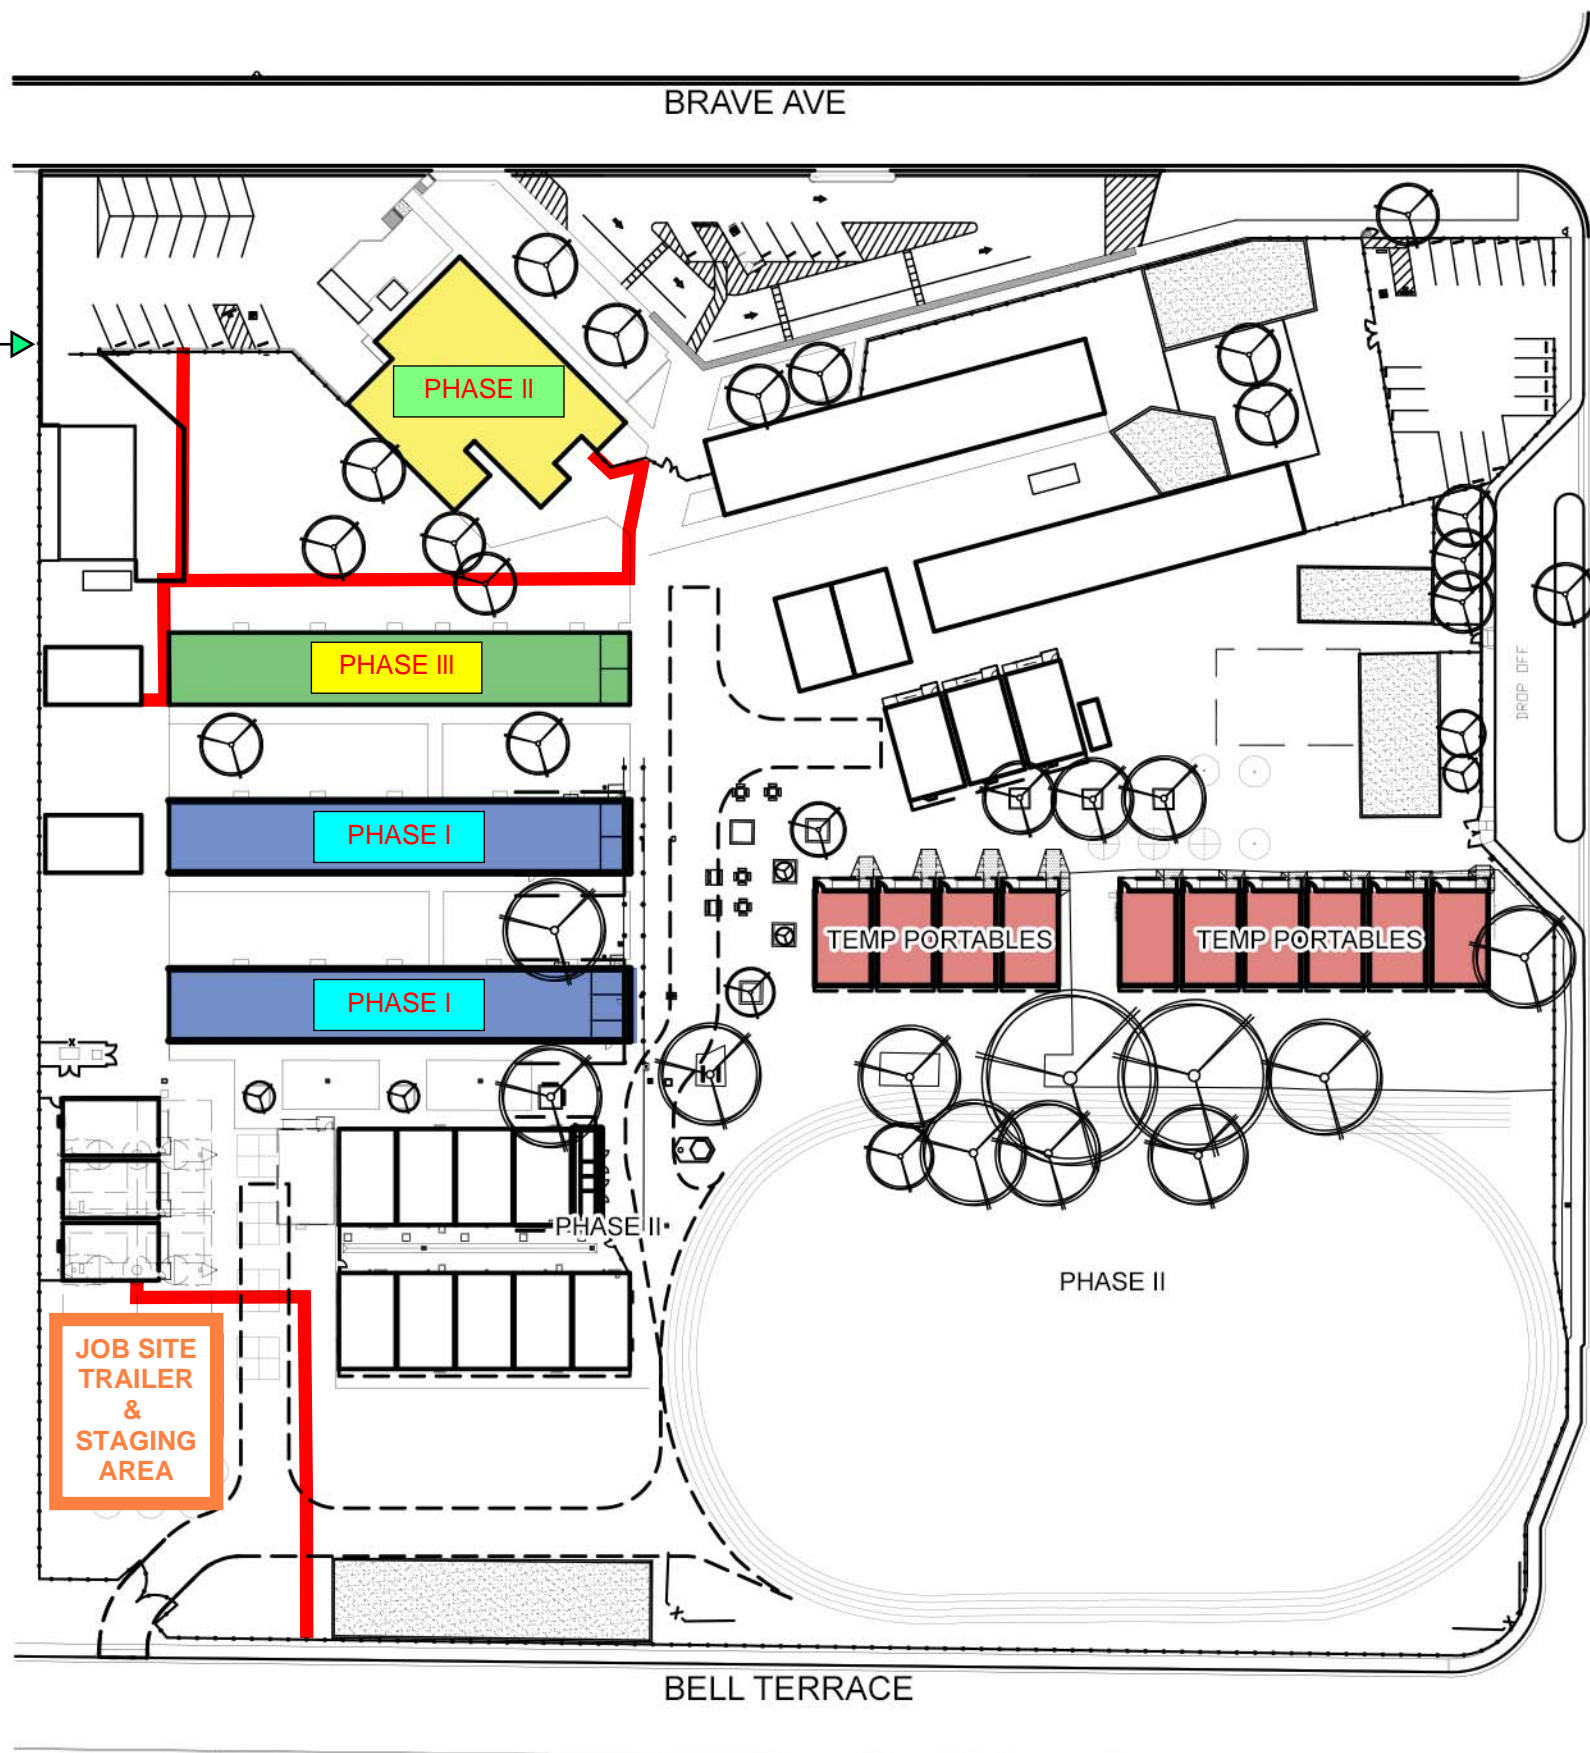 BRAVE AVE
PHASE II
PHASE III
DROP OFF
PHASE I
TEMP PORTABLES
TEMP PORTABLES
PHASE I
PHASE II
PHASE II
JOB SITE
TRAILER
&
STAGING
AREA
BELL TERRACE